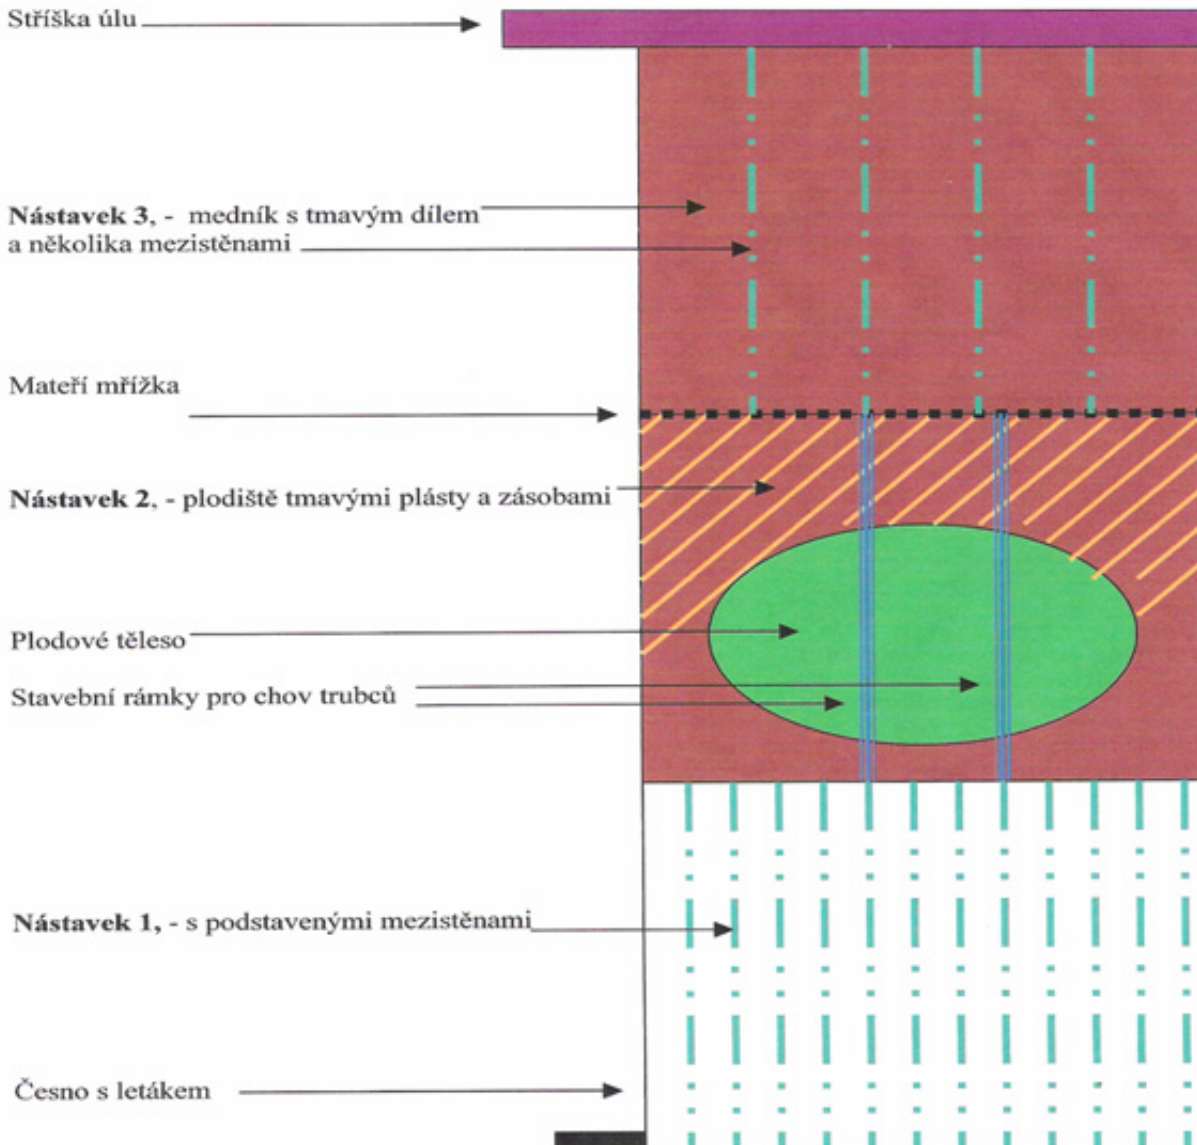 Stříška úlu
Nástavek 3, - medník s tmavým dílem
a několika mezistěnami
Mateří mřížka
Nástavek 2, - plodiště tmavými plásty a zásobami
Plodové těleso
Stavební rámky pro chov trubců
Nástavek 1, - s podstavenými mezistěnami
Česno s letákem